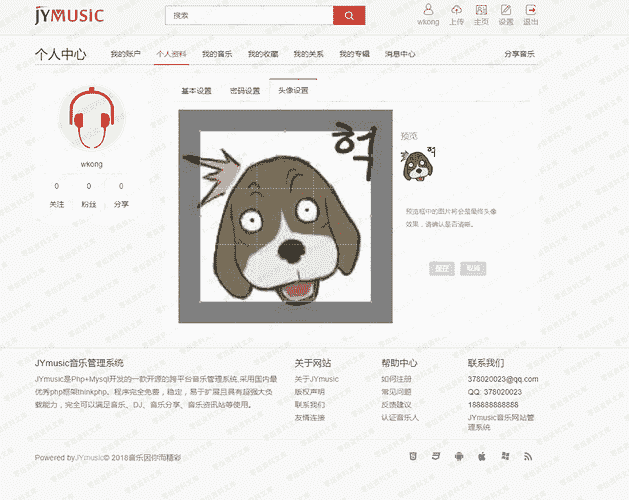 JYMUSIC
搜索
wkong 上传 主页 设置 退出
个人中心 我的账户 个人资料 我的音乐 我的收藏 我的关系 我的专辑 消息中心 分享音乐
基本设置 密码设置 头像设置
헉
预览
헉
wkong
0 0 0
关注 粉丝 分享
预览框中的图片将会是最终头像
效果，请确认是否清晰。
JYmusic音乐管理系统 关于网站 帮助中心 联系我们
JYmusic是Php+Mysql开发的一款开源的跨平台音乐管理系统,采用国内最
优秀php框架thinkphp。程序完全免费，稳定，易于扩展且具有超强大负
载能力，完全可以满足音乐、DJ、音乐分享、音乐资讯站等使用。
关于JYmusic 如何注册 378020023@qq.com
版权声明 常见问题 QQ: 378020023
联系我们 反馈建议
友情连接 认证音乐人 JYmusic音乐网站管
理系统
Powered byJYmusic© 2018音乐因你而精彩